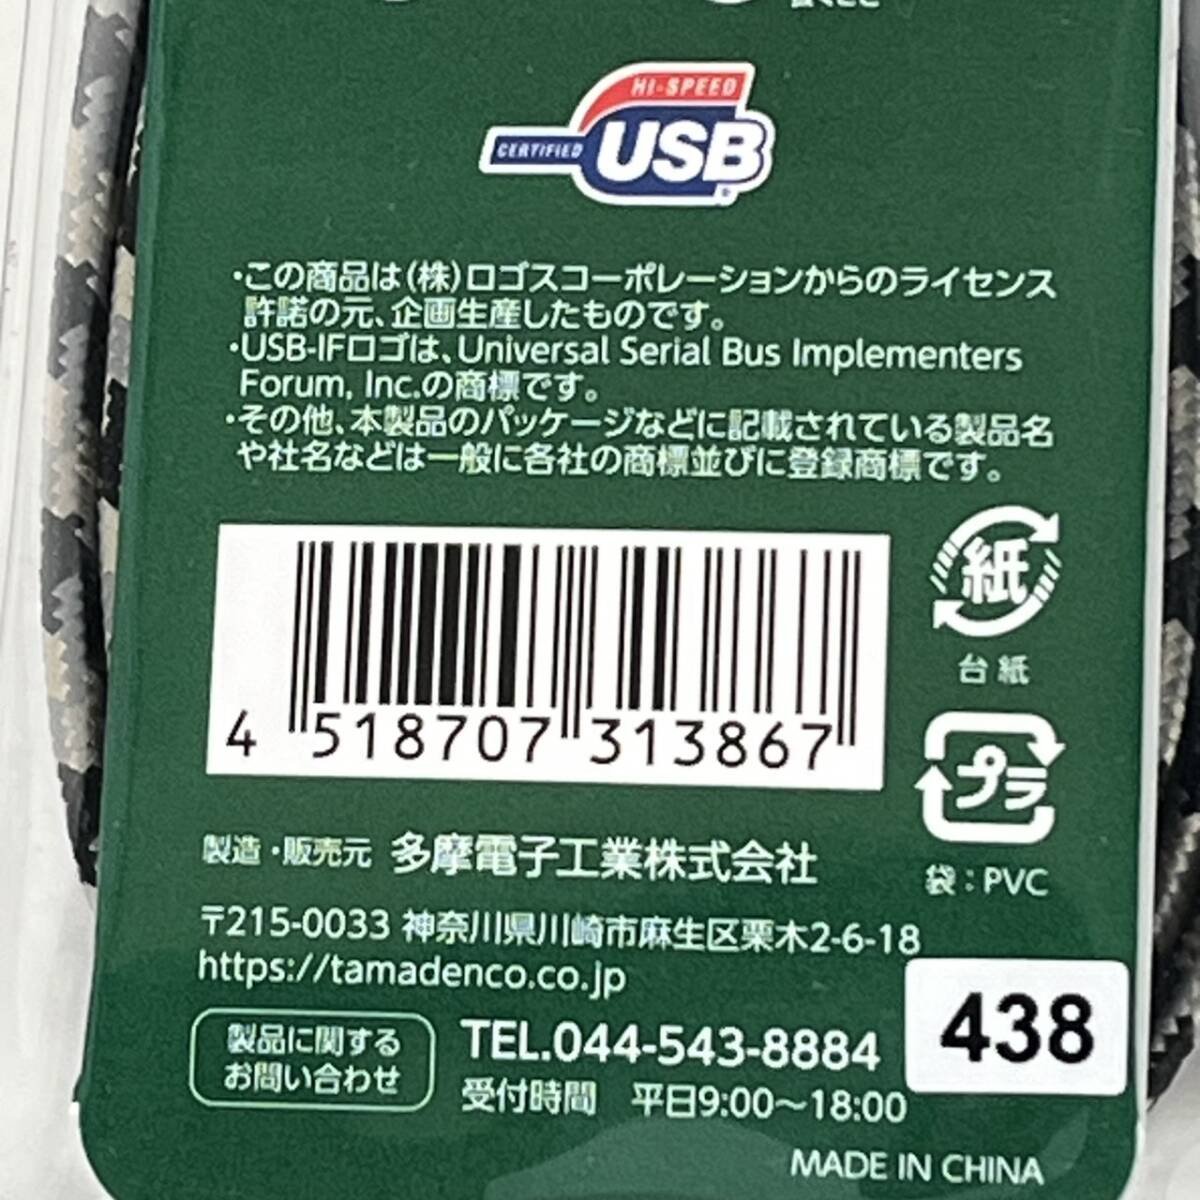 HI-SPEED
CERTIFIED USB
・この商品は(株)ロゴスコーポレーションからのライセンス
許諾の元、企画生産したものです。
・USB-IFロゴは、Universal Serial Bus Implementers
Forum, Inc.の商標です。
・その他、本製品のパッケージなどに記載されている製品名
や社名などは一般に各社の商標並びに登録商標です。
紙
台紙
4 518707 313867
プラ
袋：PVC
製造・販売元 多摩電子工業株式会社
〒215-0033 神奈川県川崎市麻生区栗木2-6-18
https://tamadenco.co.jp
438
製品に関する
お問い合わせ
TEL.044-543-8884
受付時間 平日9:00～18:00
MADE IN CHINA